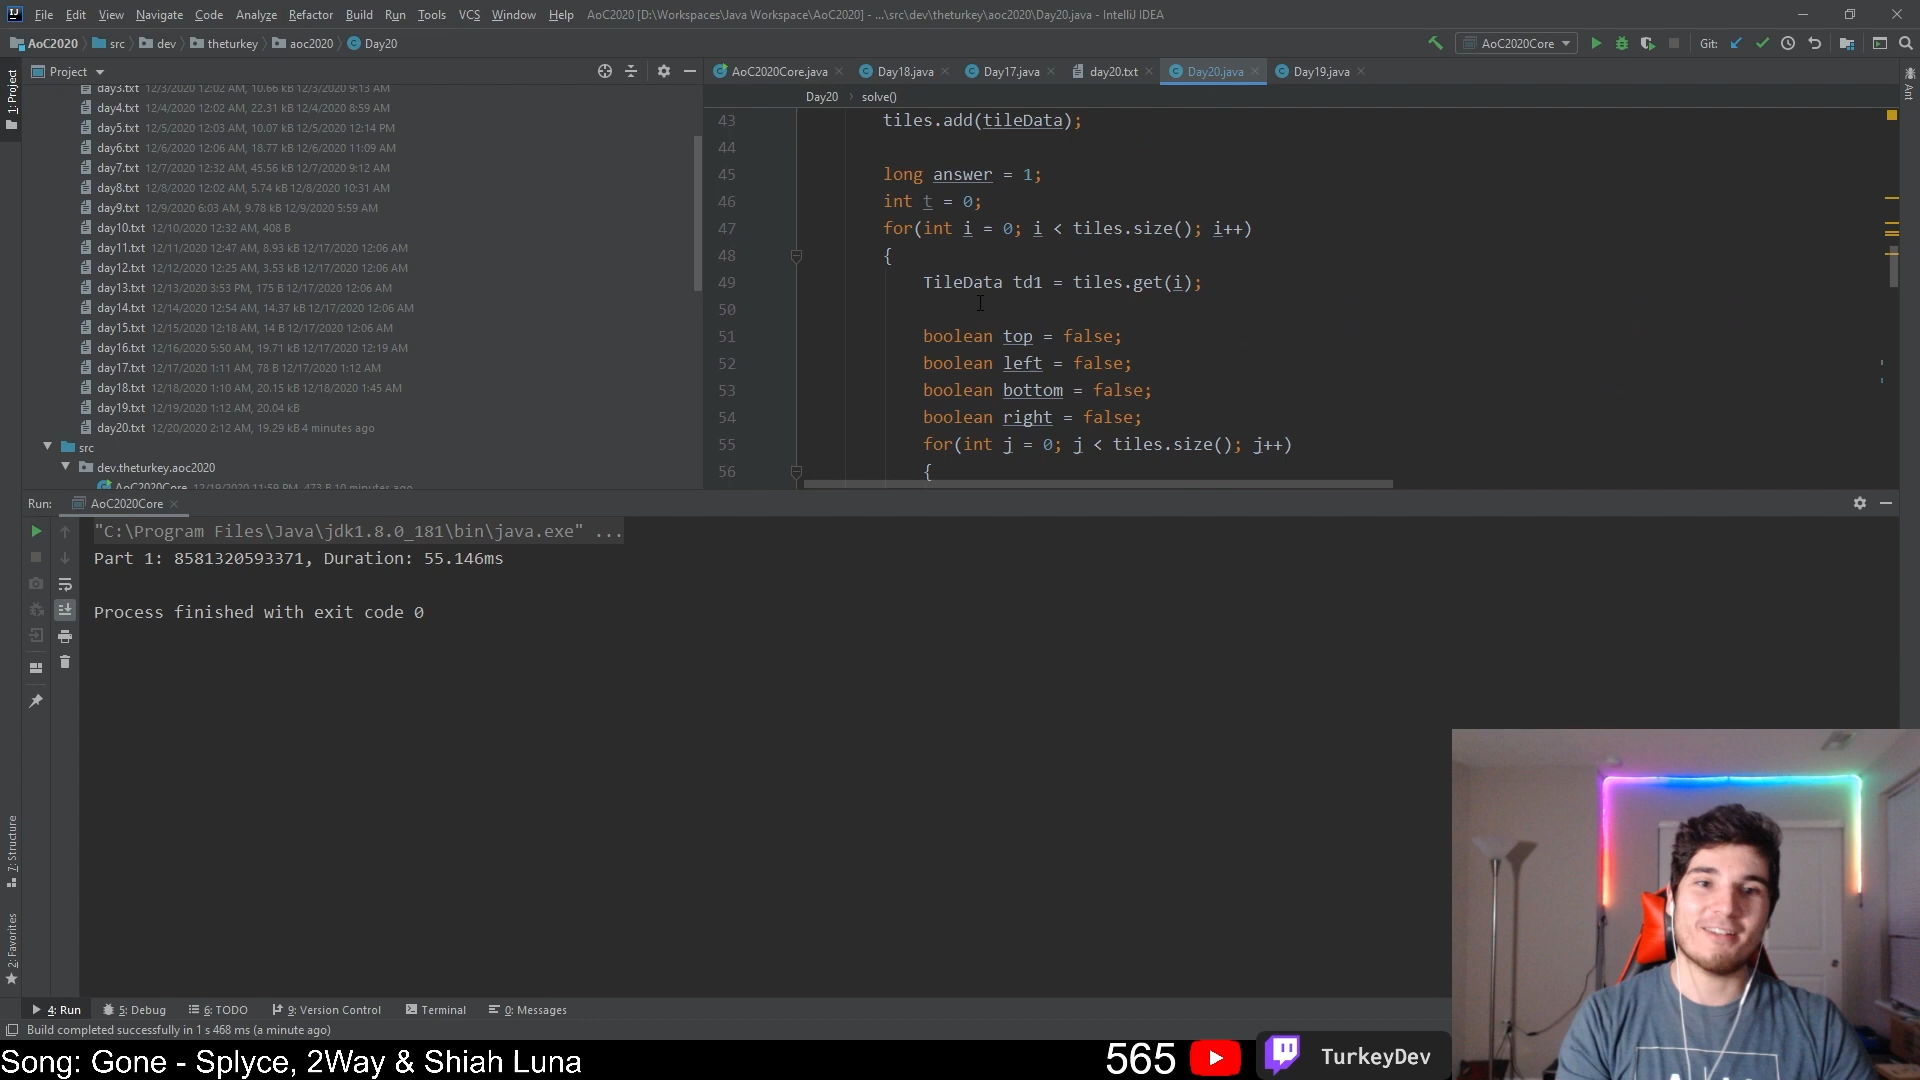 File Edit View Navigate Code Analyze Refactor Build Run Tools VCS Window Help AoC2020 [D:\Workspaces\Java Workspace\AoC2020] - ...\src\dev\theturkey\aoc2020\Day20.java - IntelliJ IDEA
AoC2020 src dev theturkey aoc2020 Day20
AoC2020Core Git:
1: Project
Project
day3.txt 12/3/2020 12:02 AM, 10.66 kB 12/3/2020 9:13 AM
day4.txt 12/4/2020 12:02 AM, 22.31 kB 12/4/2020 8:59 AM
day5.txt 12/5/2020 12:03 AM, 10.07 kB 12/5/2020 12:14 PM
day6.txt 12/6/2020 12:06 AM, 18.77 kB 12/6/2020 11:09 AM
day7.txt 12/7/2020 12:32 AM, 45.56 kB 12/7/2020 9:12 AM
day8.txt 12/8/2020 12:02 AM, 5.74 kB 12/8/2020 10:31 AM
day9.txt 12/9/2020 6:03 AM, 9.78 kB 12/9/2020 5:59 AM
day10.txt 12/10/2020 12:32 AM, 408 B
day11.txt 12/11/2020 12:47 AM, 8.93 kB 12/17/2020 12:06 AM
day12.txt 12/12/2020 12:25 AM, 3.53 kB 12/17/2020 12:06 AM
day13.txt 12/13/2020 3:53 PM, 175 B 12/17/2020 12:06 AM
day14.txt 12/14/2020 12:54 AM, 14.37 kB 12/17/2020 12:06 AM
day15.txt 12/15/2020 12:18 AM, 14 B 12/17/2020 12:06 AM
day16.txt 12/16/2020 5:50 AM, 19.71 kB 12/17/2020 12:19 AM
day17.txt 12/17/2020 1:11 AM, 78 B 12/17/2020 1:12 AM
day18.txt 12/18/2020 1:10 AM, 20.15 kB 12/18/2020 1:45 AM
day19.txt 12/19/2020 1:12 AM, 20.04 kB
day20.txt 12/20/2020 2:12 AM, 19.29 kB 4 minutes ago
src
dev.theturkey.aoc2020
AoC2020Core 12/19/2020 11:59 PM, 473 B 10 minutes ago
AoC2020Core.java Day18.java Day17.java day20.txt Day20.java Day19.java
Ant
Day20 solve()
43 tiles.add(tileData);
44
45 long answer = 1;
46 int t = 0;
47 for(int i = 0; i < tiles.size(); i++)
48 {
49 TileData td1 = tiles.get(i);
50
51 boolean top = false;
52 boolean left = false;
53 boolean bottom = false;
54 boolean right = false;
55 for(int j = 0; j < tiles.size(); j++)
56 {
Run: AoC2020Core
"C:\Program Files\Java\jdk1.8.0_181\bin\java.exe" ...
Part 1: 8581320593371, Duration: 55.146ms
Process finished with exit code 0
7: Structure
2: Favorites
4: Run 5: Debug 6: TODO 9: Version Control Terminal 0: Messages
Build completed successfully in 1 s 468 ms (a minute ago)
Song: Gone - Splyce, 2Way & Shiah Luna
565 TurkeyDev